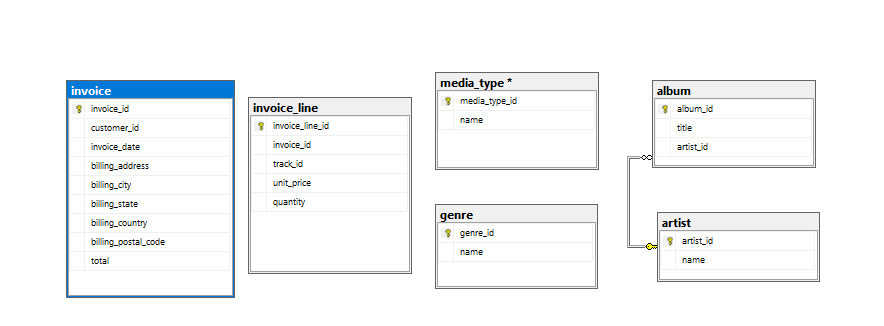 invoice
invoice_id
customer_id
invoice_date
billing_address
billing_city
billing_state
billing_country
billing_postal_code
total
invoice_line
invoice_line_id
invoice_id
track_id
unit_price
quantity
media_type *
media_type_id
name
genre
genre_id
name
album
album_id
title
artist_id
artist
artist_id
name